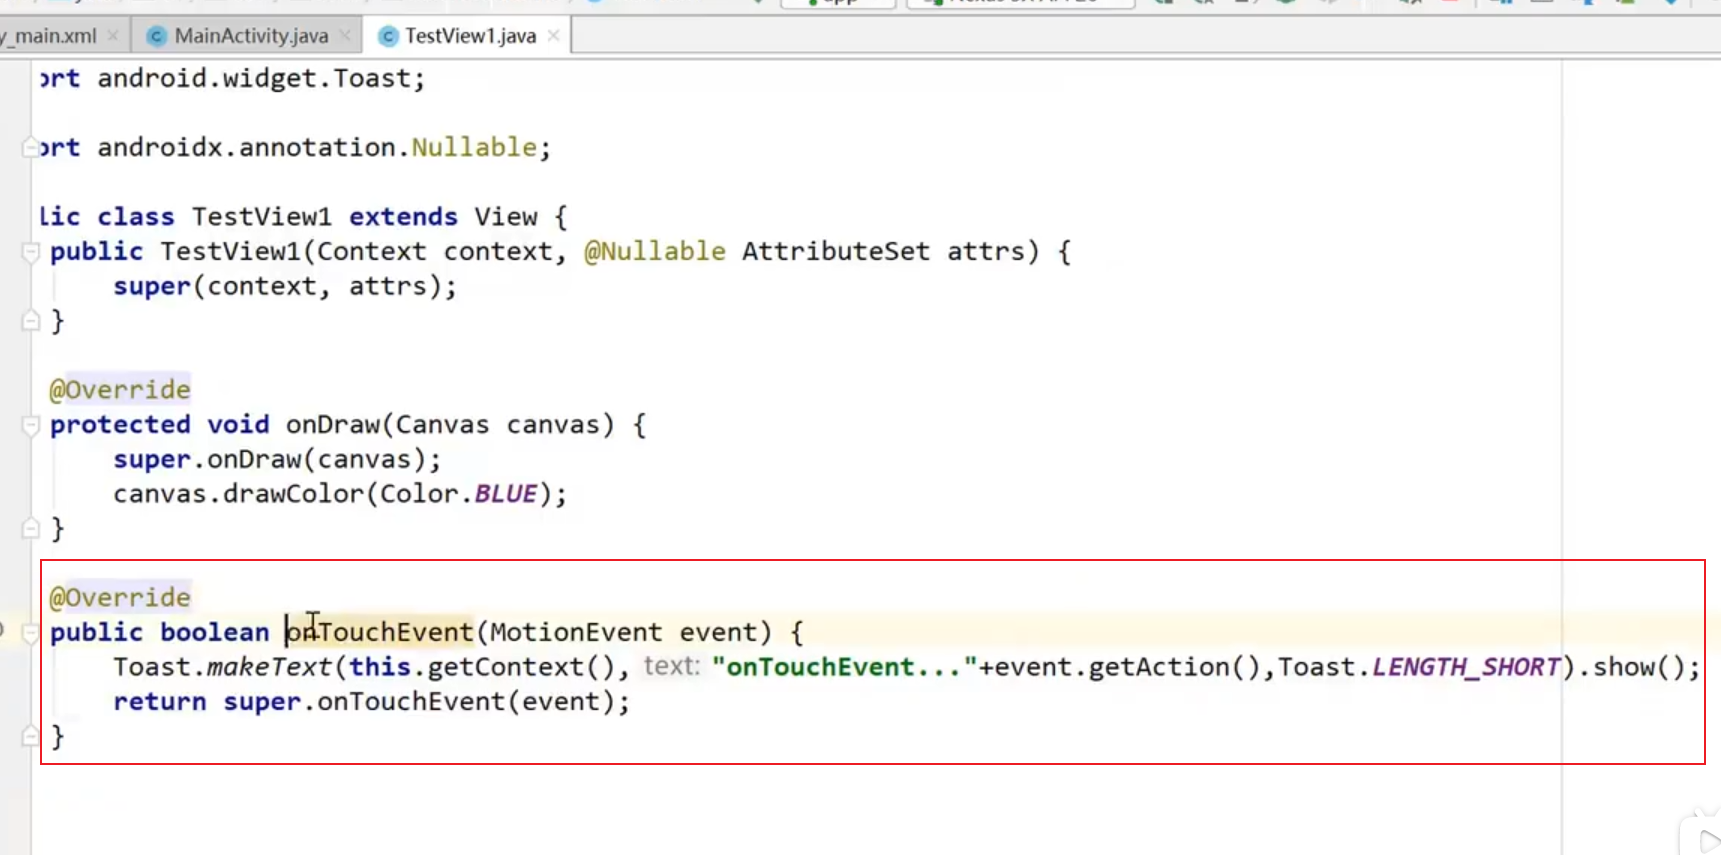 y_main.xml MainActivity.java TestView1.java
ort android.widget.Toast;
ort androidx.annotation.Nullable;
lic class TestView1 extends View {
public TestView1(Context context, @Nullable AttributeSet attrs) {
super(context, attrs);
}
@Override
protected void onDraw(Canvas canvas) {
super.onDraw(canvas);
canvas.drawColor(Color.BLUE);
}
@Override
public boolean onTouchEvent(MotionEvent event) {
Toast.makeText(this.getContext(), text: "onTouchEvent..."+event.getAction(),Toast.LENGTH_SHORT).show();
return super.onTouchEvent(event);
}